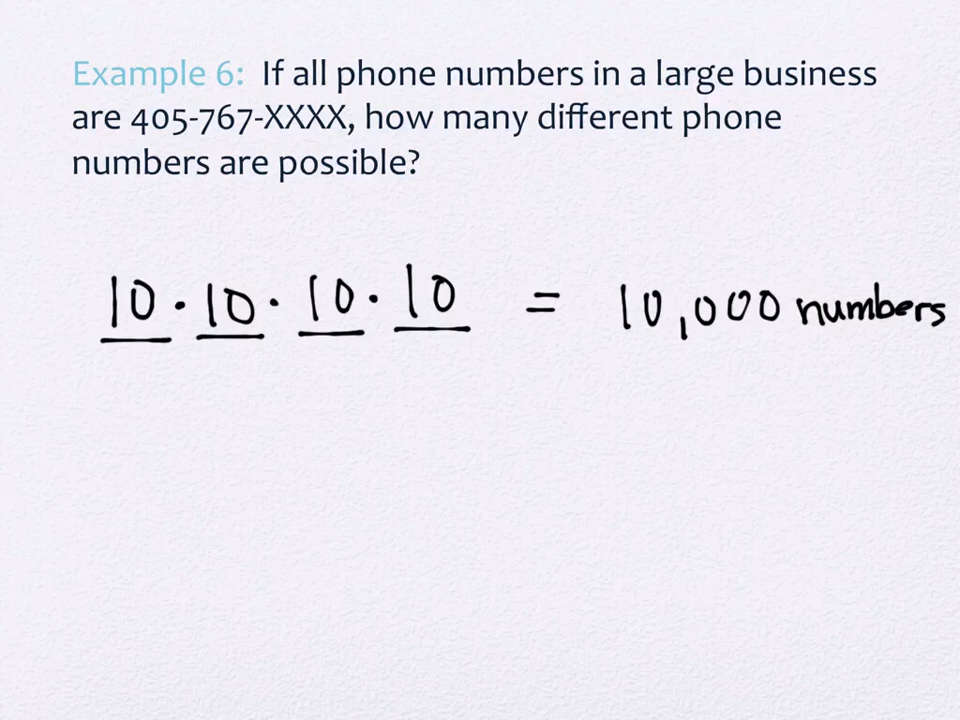 Example 6: If all phone numbers in a large business
are 405-767-XXXX, how many different phone
numbers are possible?
10 · 10 · 10 · 10 = 10,000 numbers